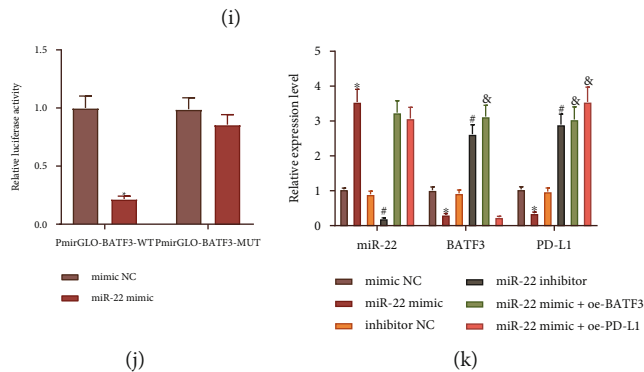 (i)
Relative luciferase activity
1.5
1.0
0.5
0.0
*
PmirGLO-BATF3-WT PmirGLO-BATF3-MUT
mimic NC
miR-22 mimic
(j)
Relative expression level
5
4
3
2
1
0
* # * # & * # & &
miR-22 BATF3 PD-L1
mimic NC miR-22 inhibitor
miR-22 mimic miR-22 mimic + oe-BATF3
inhibitor NC miR-22 mimic + oe-PD-L1
(k)